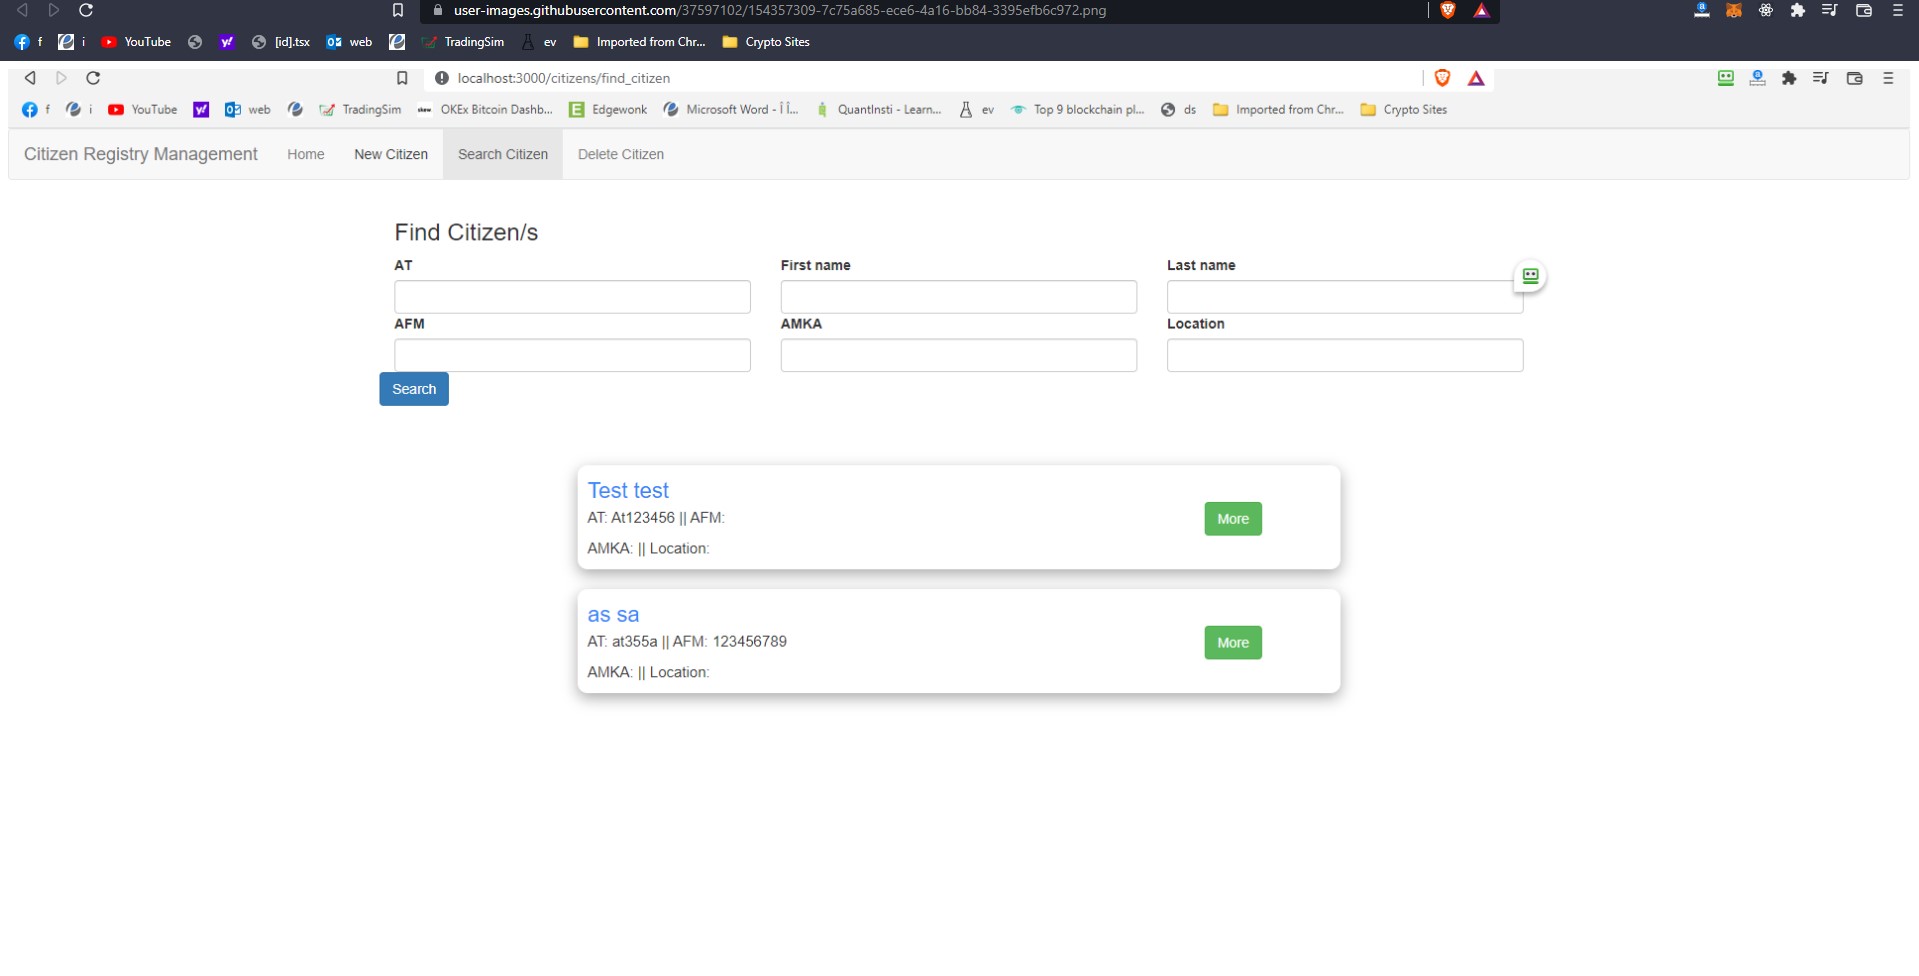 user-images.githubusercontent.com/37597102/154357309-7c75a685-ece6-4a16-bb84-3395efb6c972.png
f i YouTube [id].tsx web TradingSim ev Imported from Chr... Crypto Sites
localhost:3000/citizens/find_citizen
f i YouTube web TradingSim OKEx Bitcoin Dashb... Edgewonk Microsoft Word - Î Î... QuantInsti - Learn... ev Top 9 blockchain pl... ds Imported from Chr... Crypto Sites
Citizen Registry Management Home New Citizen Search Citizen Delete Citizen
Find Citizen/s
AT First name Last name
AFM AMKA Location
Search
Test test
AT: At123456 || AFM:
More
AMKA: || Location:
as sa
AT: at355a || AFM: 123456789
More
AMKA: || Location: